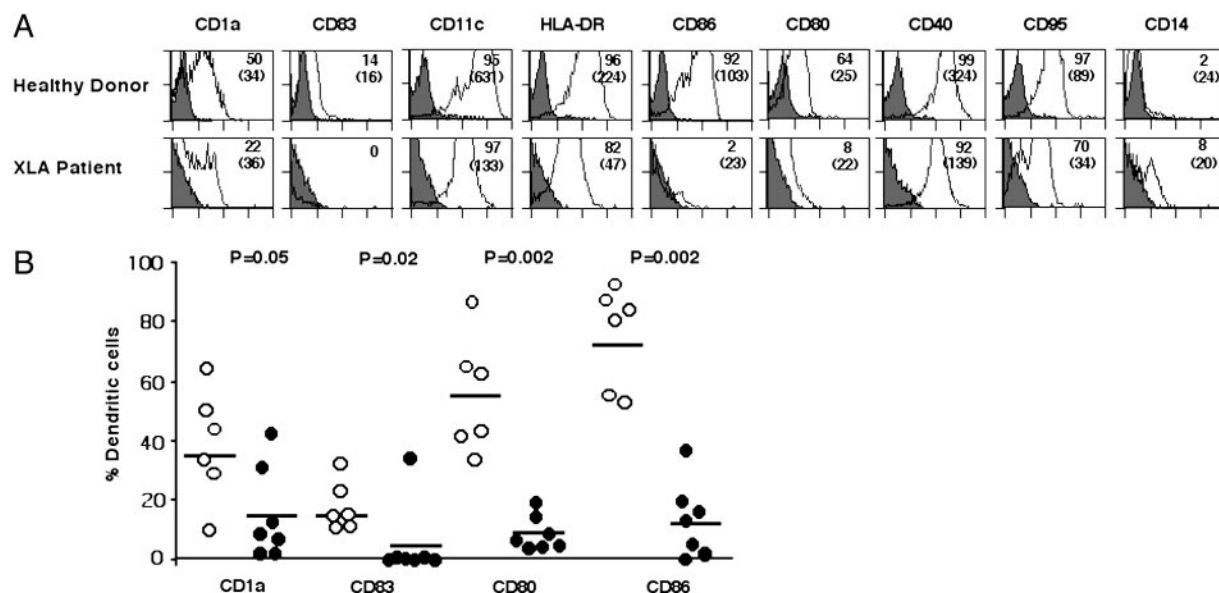 A
CD1a CD83 CD11c HLA-DR CD86 CD80 CD40 CD95 CD14
Healthy Donor
50 14 95 96 92 64 99 97 2
(34) (16) (631) (224) (103) (25) (324) (89) (24)
XLA Patient
22 0 97 82 2 8 92 70 8
(36) (133) (47) (23) (22) (139) (34) (20)
B
P=0.05 P=0.02 P=0.002 P=0.002
% Dendritic cells
100
80
60
40
20
0
CD1a CD83 CD80 CD86